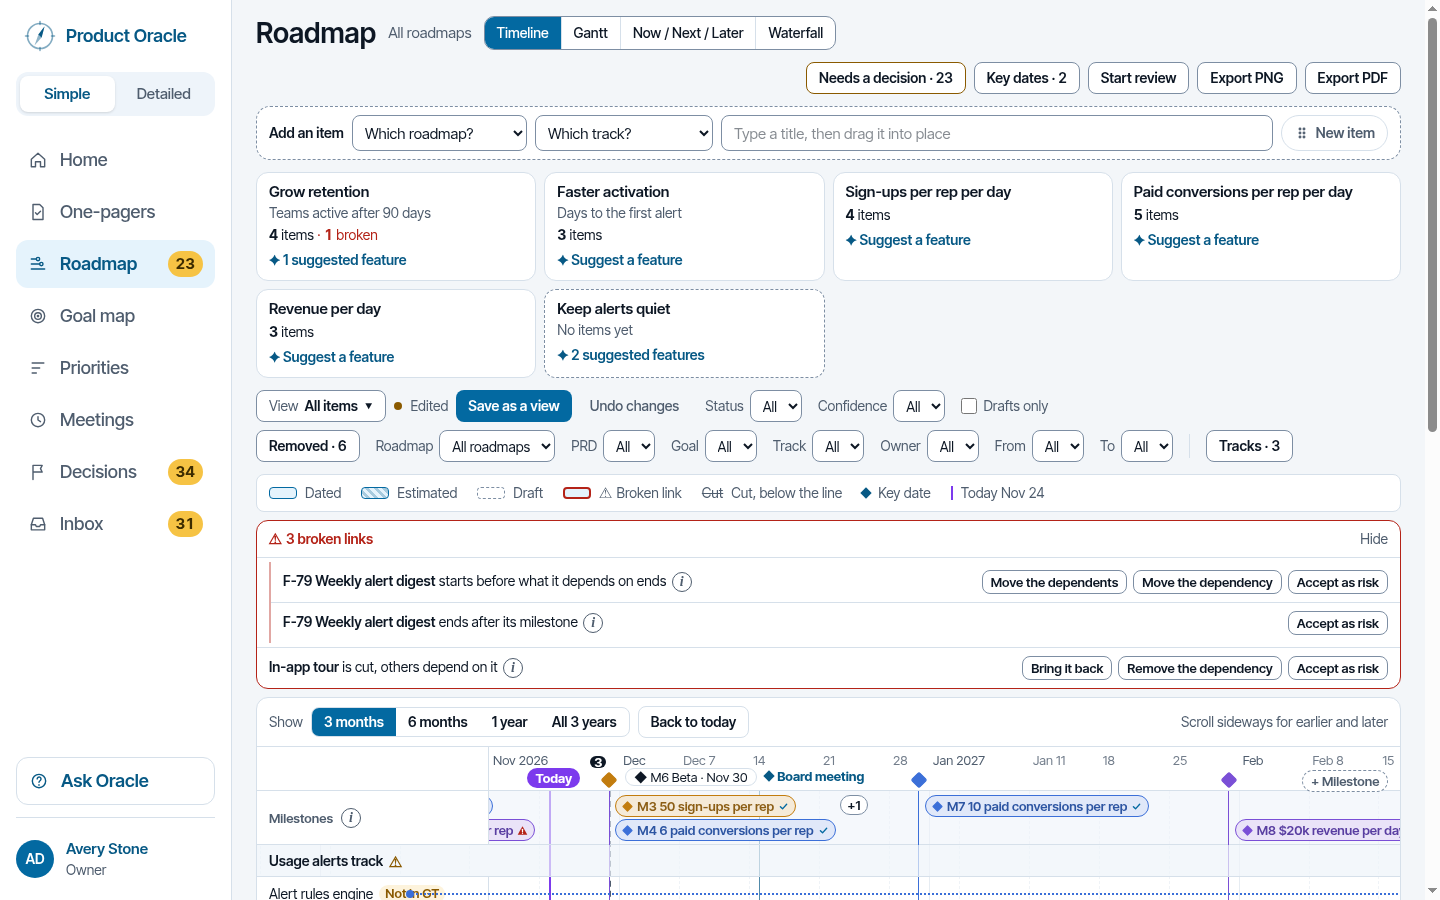 Product Oracle
Simple Detailed
Home
One-pagers
Roadmap 23
Goal map
Priorities
Meetings
Decisions 34
Inbox 31
Ask Oracle
AD Avery Stone
Owner
Roadmap All roadmaps Timeline Gantt Now / Next / Later Waterfall
Needs a decision · 23 Key dates · 2 Start review Export PNG Export PDF
Add an item Which roadmap? Which track? Type a title, then drag it into place New item
Grow retention
Teams active after 90 days
4 items · 1 broken
1 suggested feature
Faster activation
Days to the first alert
3 items
Suggest a feature
Sign-ups per rep per day
4 items
Suggest a feature
Paid conversions per rep per day
5 items
Suggest a feature
Revenue per day
3 items
Suggest a feature
Keep alerts quiet
No items yet
2 suggested features
View All items Edited Save as a view Undo changes Status All Confidence All Drafts only
Removed · 6 Roadmap All roadmaps PRD All Goal All Track All Owner All From All To All Tracks · 3
Dated Estimated Draft Broken link Cut Cut, below the line Key date Today Nov 24
3 broken links Hide
F-79 Weekly alert digest starts before what it depends on ends i Move the dependents Move the dependency Accept as risk
F-79 Weekly alert digest ends after its milestone i Accept as risk
In-app tour is cut, others depend on it i Bring it back Remove the dependency Accept as risk
Show 3 months 6 months 1 year All 3 years Back to today Scroll sideways for earlier and later
Nov 2026 3 Dec Dec 7 14 21 28 Jan 2027 Jan 11 18 25 Feb Feb 8 15
Today M6 Beta · Nov 30 Board meeting + Milestone
Milestones i
M3 50 sign-ups per rep +1 M7 10 paid conversions per rep
rep M4 6 paid conversions per rep M8 $20k revenue per day
Usage alerts track
Alert rules engine